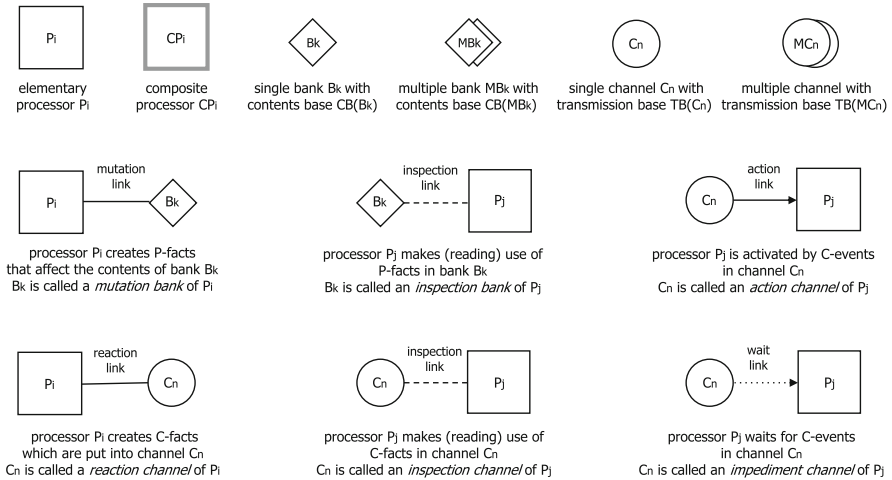 Pi
CPi
Bk
MBk
Cn
MCn
elementary
processor Pi
composite
processor CPi
single bank Bk with
contents base CB(Bk)
multiple bank MBk with
contents base CB(MBk)
single channel Cn with
transmission base TB(Cn)
multiple channel with
transmission base TB(MCn)
Pi
mutation
link
Bk
processor Pi creates P-facts
that affect the contents of bank Bk
Bk is called a mutation bank of Pi
Bk
inspection
link
Pj
processor Pj makes (reading) use of
P-facts in bank Bk
Bk is called an inspection bank of Pj
Cn
action
link
Pj
processor Pj is activated by C-events
in channel Cn
Cn is called an action channel of Pj
Pi
reaction
link
Cn
processor Pi creates C-facts
which are put into channel Cn
Cn is called a reaction channel of Pi
Cn
inspection
link
Pj
processor Pj makes (reading) use of
C-facts in channel Cn
Cn is called an inspection channel of Pj
Cn
wait
link
Pj
processor Pj waits for C-events
in channel Cn
Cn is called an impediment channel of Pj